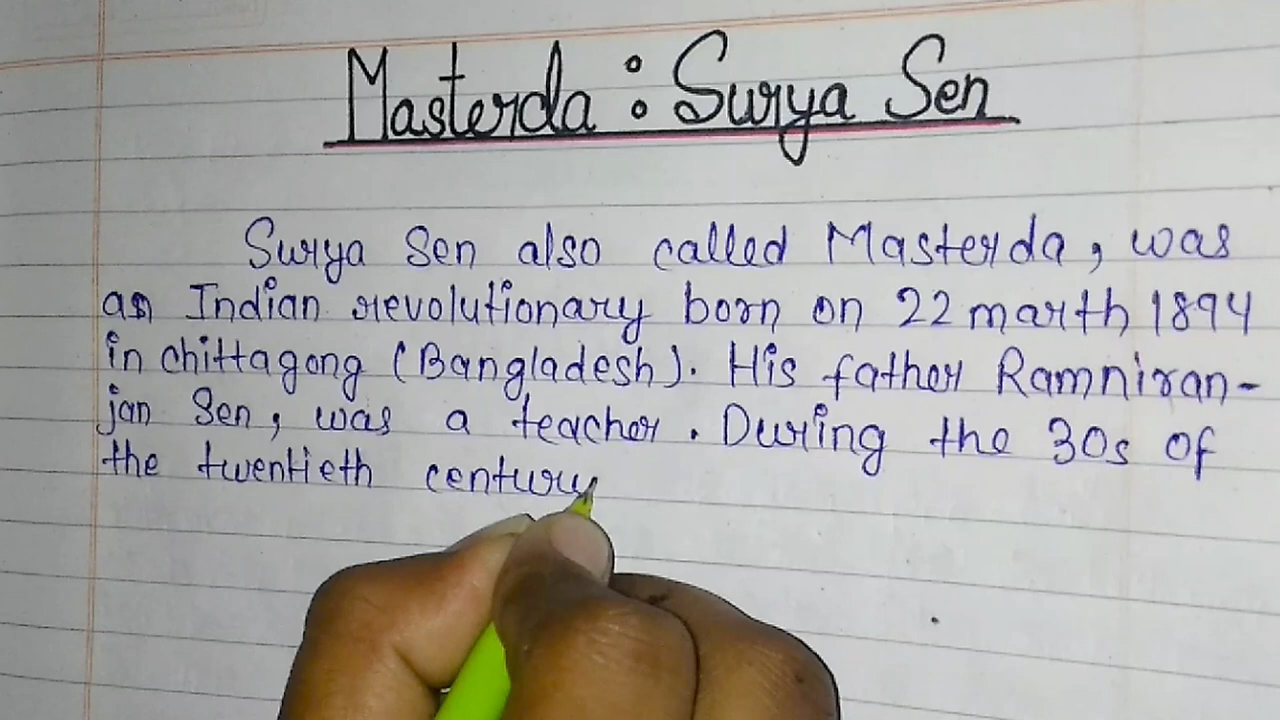 Masterda : Surya Sen
Surya Sen also called Masterda, was
an Indian revolutionary born on 22 marth 1894
in chittagong (Bangladesh). His father Ramniran-
jan Sen, was a teacher. During the 30s of
the twentieth century